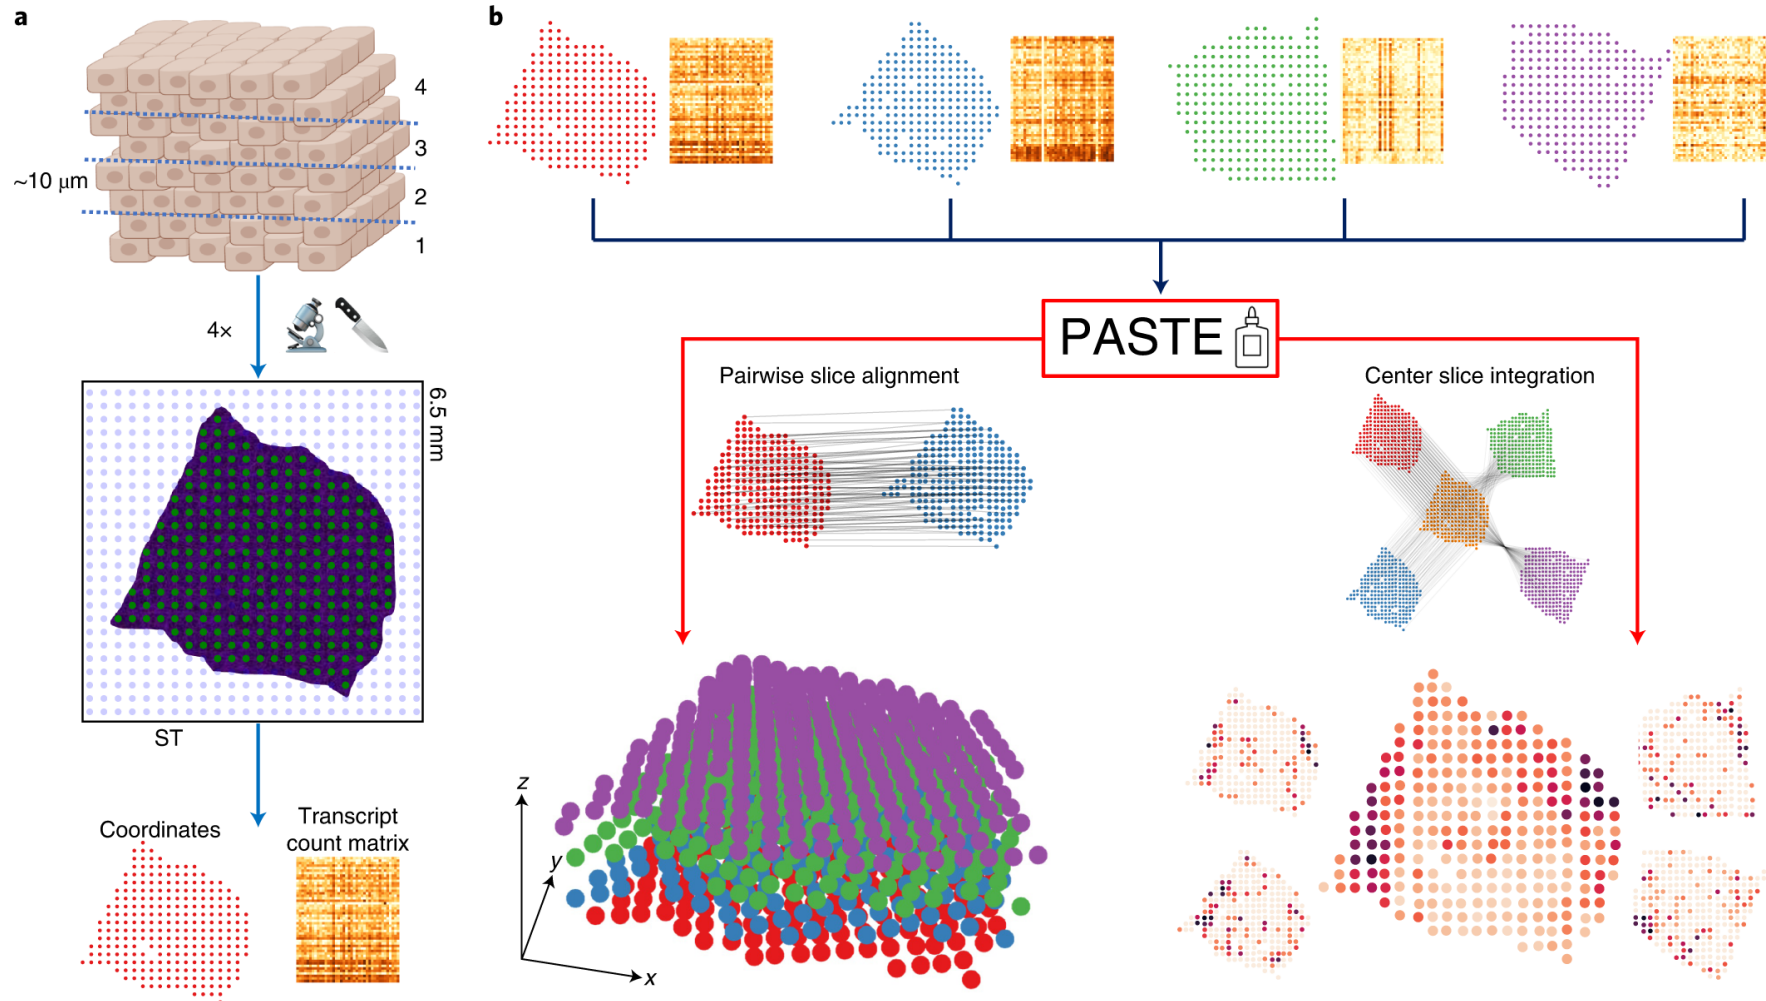 a
4
3
~10 μm
2
1
4×
6.5 mm
ST
Coordinates
Transcript
count matrix
b
PASTE
Pairwise slice alignment
Center slice integration
z
y
x